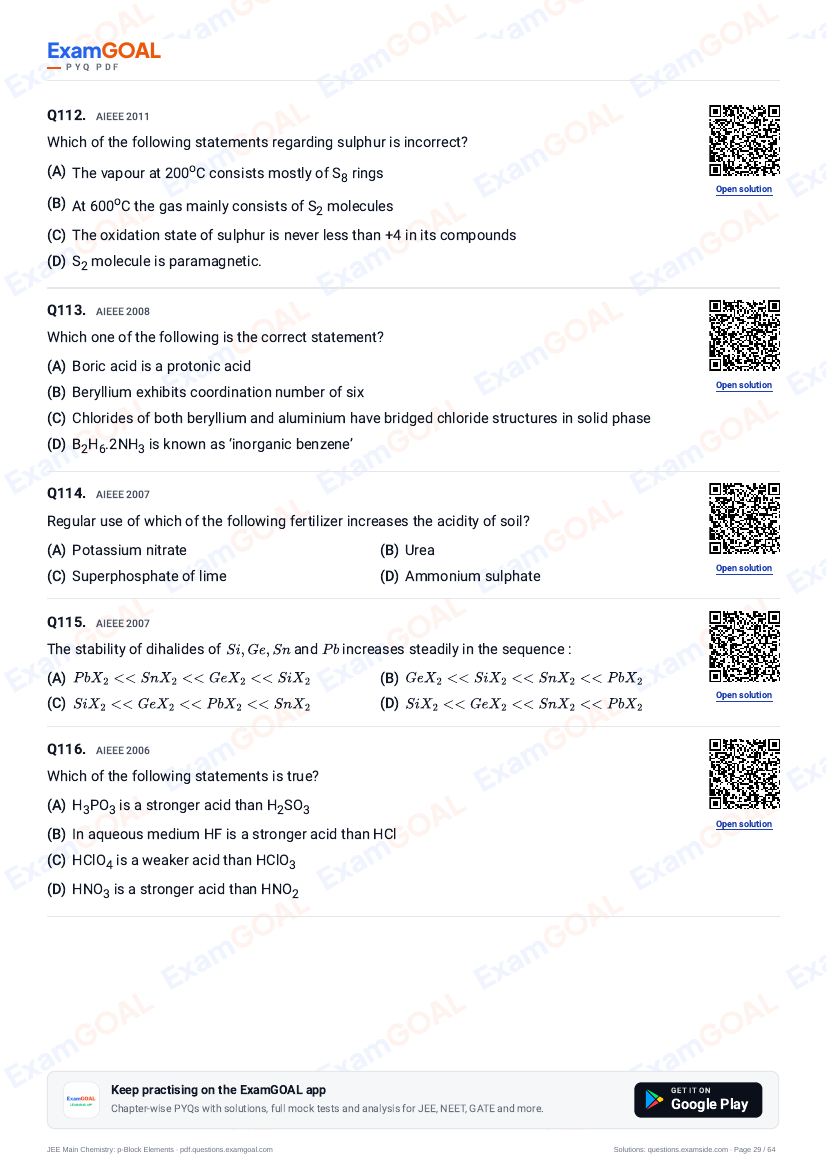 ExamGOAL
PYQ PDF
Q112. AIEEE 2011
Which of the following statements regarding sulphur is incorrect?
(A) The vapour at 200°C consists mostly of S₈ rings
(B) At 600°C the gas mainly consists of S₂ molecules
(C) The oxidation state of sulphur is never less than +4 in its compounds
(D) S₂ molecule is paramagnetic.
Open solution
Q113. AIEEE 2008
Which one of the following is the correct statement?
(A) Boric acid is a protonic acid
(B) Beryllium exhibits coordination number of six
(C) Chlorides of both beryllium and aluminium have bridged chloride structures in solid phase
(D) B₂H₆.2NH₃ is known as ‘inorganic benzene’
Open solution
Q114. AIEEE 2007
Regular use of which of the following fertilizer increases the acidity of soil?
(A) Potassium nitrate (B) Urea
(C) Superphosphate of lime (D) Ammonium sulphate
Open solution
Q115. AIEEE 2007
The stability of dihalides of Si, Ge, Sn and Pb increases steadily in the sequence :
(A) PbX₂ << SnX₂ << GeX₂ << SiX₂ (B) GeX₂ << SiX₂ << SnX₂ << PbX₂
(C) SiX₂ << GeX₂ << PbX₂ << SnX₂ (D) SiX₂ << GeX₂ << SnX₂ << PbX₂
Open solution
Q116. AIEEE 2006
Which of the following statements is true?
(A) H₃PO₃ is a stronger acid than H₂SO₃
(B) In aqueous medium HF is a stronger acid than HCl
(C) HClO₄ is a weaker acid than HClO₃
(D) HNO₃ is a stronger acid than HNO₂
Open solution
ExamGOAL
Keep practising on the ExamGOAL app
Chapter-wise PYQs with solutions, full mock tests and analysis for JEE, NEET, GATE and more.
GET IT ON
Google Play
JEE Main Chemistry: p-Block Elements · pdf.questions.examgoal.com
Solutions: questions.examside.com · Page 29 / 64